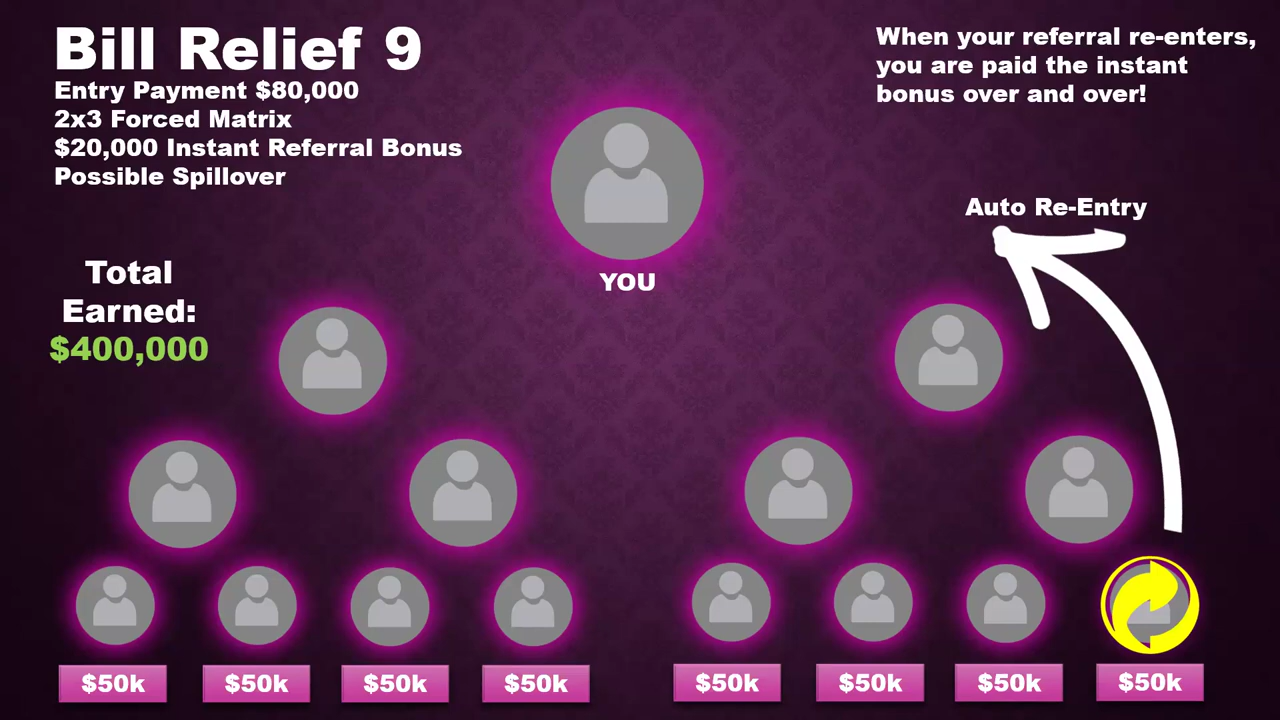 Bill Relief 9
Entry Payment $80,000
2x3 Forced Matrix
$20,000 Instant Referral Bonus
Possible Spillover
When your referral re-enters,
you are paid the instant
bonus over and over!
Auto Re-Entry
YOU
Total
Earned:
$400,000
$50k $50k $50k $50k $50k $50k $50k $50k